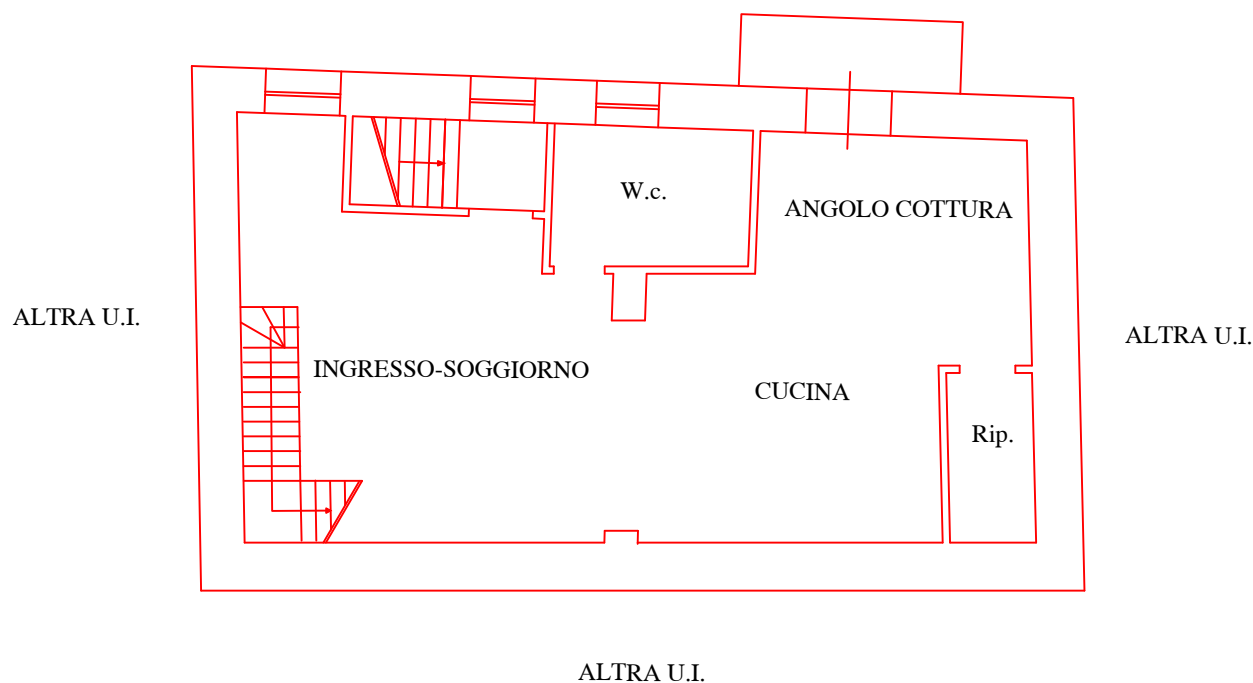 W.c.
ANGOLO COTTURA
ALTRA U.I.
ALTRA U.I.
INGRESSO-SOGGIORNO
CUCINA
Rip.
ALTRA U.I.